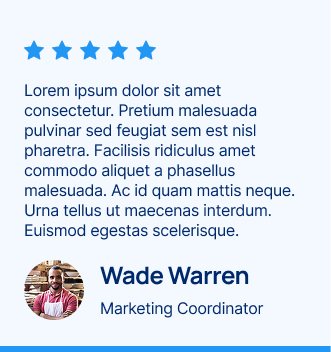 Lorem ipsum dolor sit amet
consectetur. Pretium malesuada
pulvinar sed feugiat sem est nisl
pharetra. Facilisis ridiculus amet
commodo aliquet a phasellus
malesuada. Ac id quam mattis neque.
Urna tellus ut maecenas interdum.
Euismod egestas scelerisque.
Wade Warren
Marketing Coordinator